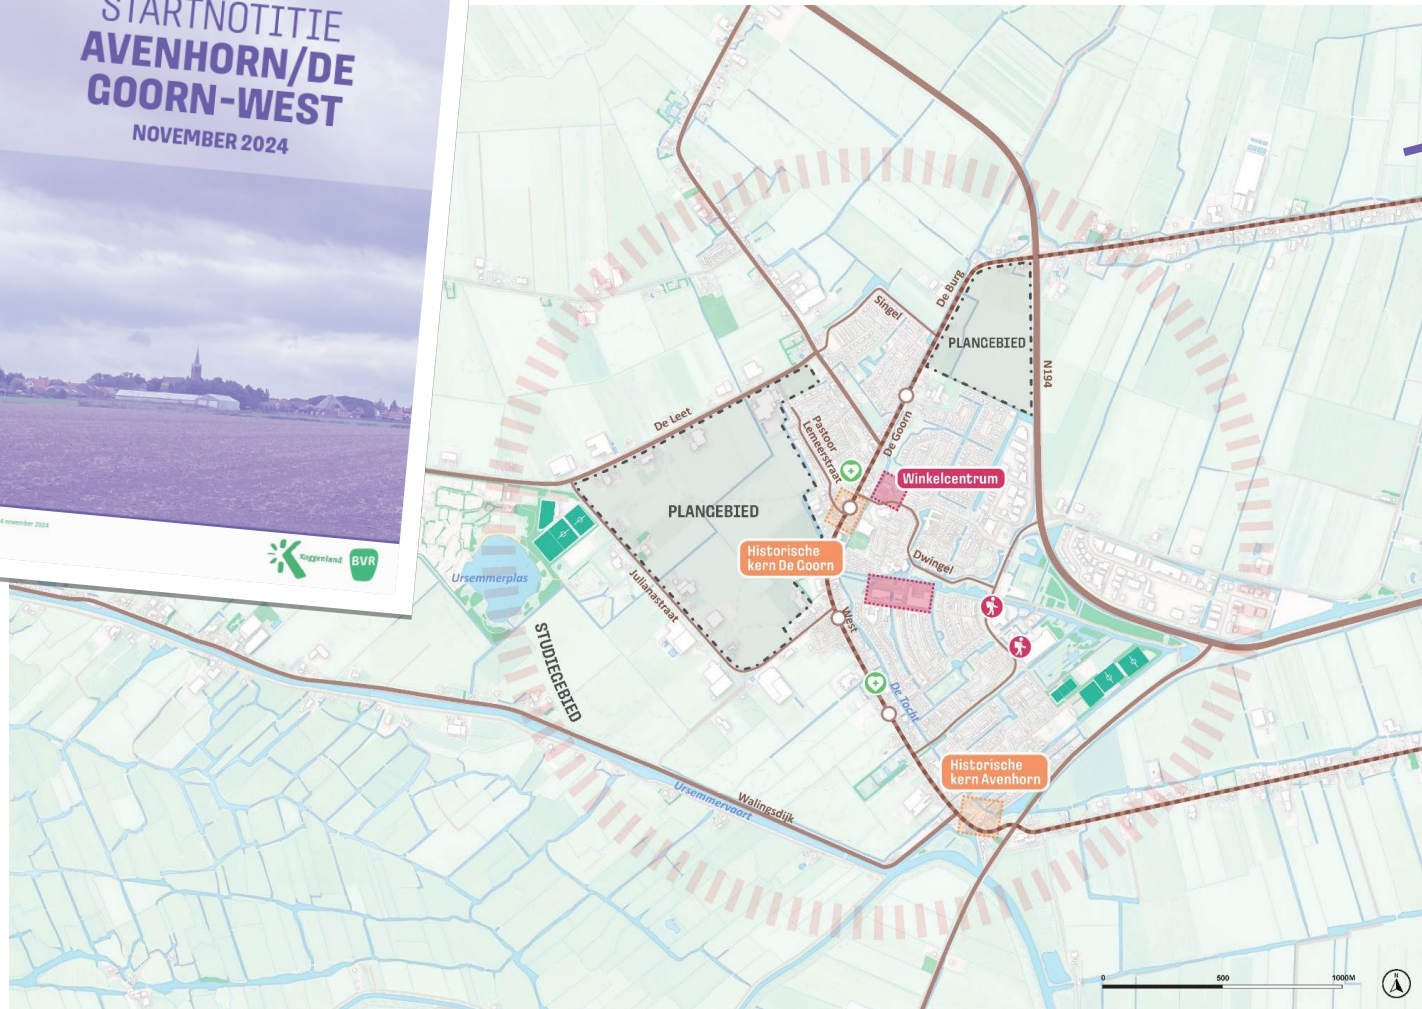 STARTNOTITIE
AVENHORN/DE
GOORN-WEST
NOVEMBER 2024
4 november 2024
Koggenland
BVR
Singel
De Burg
PLANGEBIED
N194
De Leet
Pastoor
Lemeerstraat
De Goorn
Winkelcentrum
PLANGEBIED
Historische
kern De Goorn
Dwingel
Ursemmerplas
Julianastraat
West
STUDIEGEBIED
De Tocht
Historische
kern Avenhorn
Ursemmervaart
Walingsdijk
0 500 1000M
N